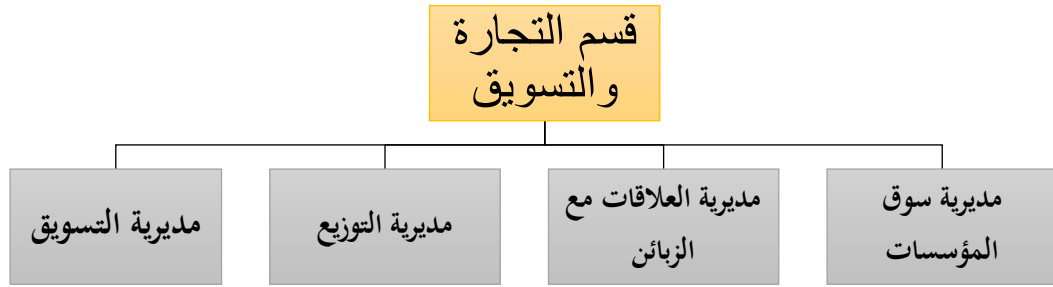 قسم التجارة
والتسويق
مديرية سوق
المؤسسات
مديرية العلاقات مع
الزبائن
مديرية التوزيع
مديرية التسويق